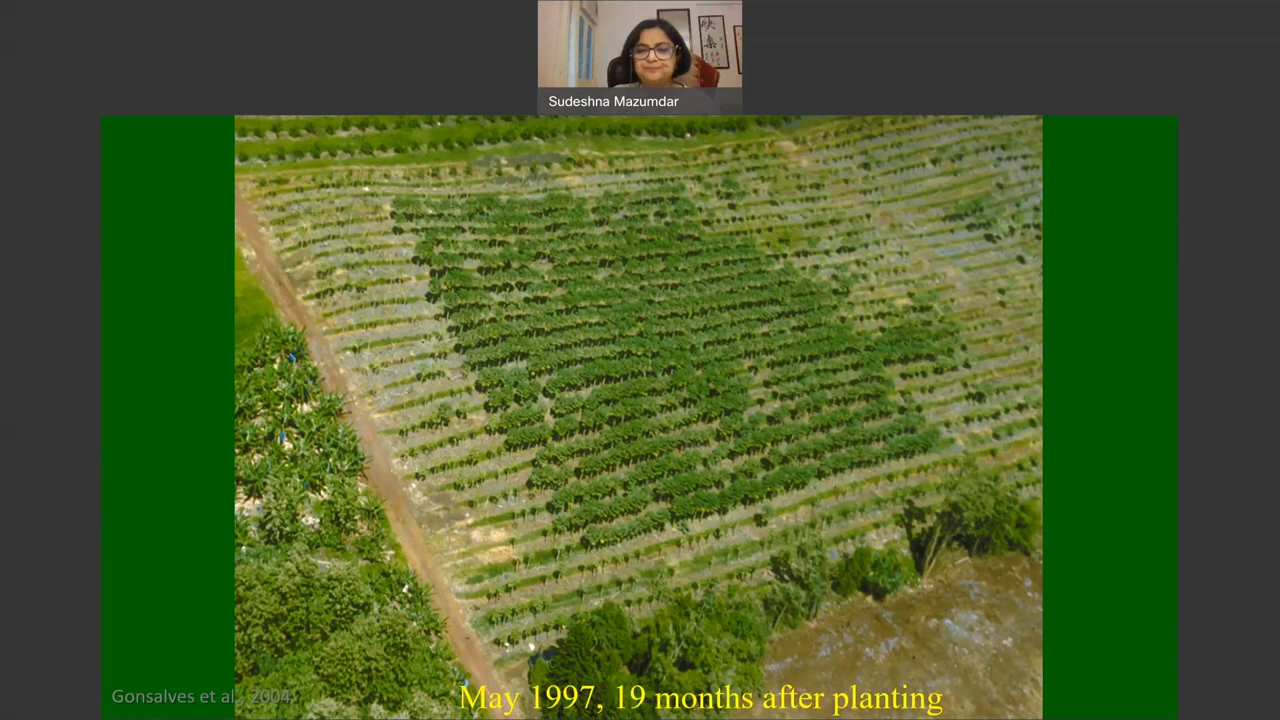 Sudeshna Mazumdar
Gonsalves et al., 2004.
May 1997, 19 months after planting